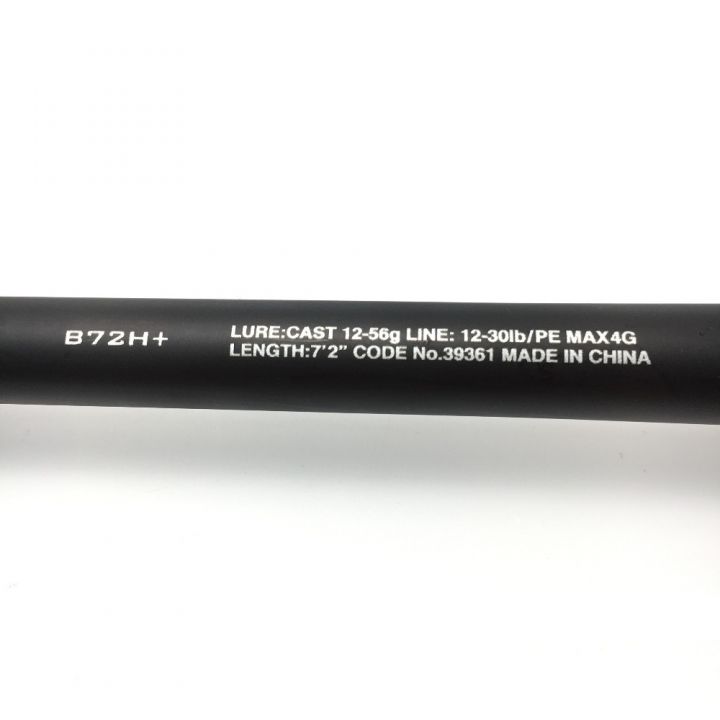 B72H+
LURE:CAST 12-56g LINE: 12-30lb/PE MAX4G
LENGTH:7'2" CODE No.39361 MADE IN CHINA